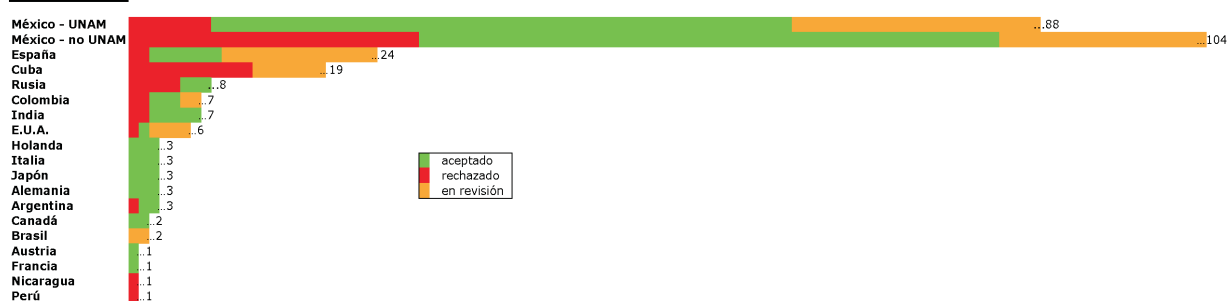 México - UNAM ...88
México - no UNAM ...104
España ...24
Cuba ...19
Rusia ...8
Colombia ...7
India ...7
E.U.A. ...6
Holanda ...3
Italia ...3
Japón ...3
Alemania ...3
Argentina ...3
Canadá ...2
Brasil ...2
Austria ...1
Francia ...1
Nicaragua ...1
Perú ...1
aceptado
rechazado
en revisión